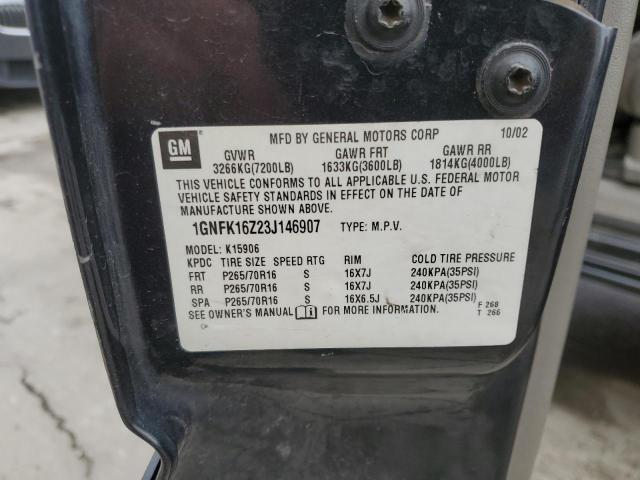 GM
MFD BY GENERAL MOTORS CORP 10/02
GVWR GAWR FRT GAWR RR
3266KG(7200LB) 1633KG(3600LB) 1814KG(4000LB)
THIS VEHICLE CONFORMS TO ALL APPLICABLE U.S. FEDERAL MOTOR
VEHICLE SAFETY STANDARDS IN EFFECT ON THE DATE OF
MANUFACTURE SHOWN ABOVE.
1GNFK16Z23J146907 TYPE: M.P.V.
MODEL: K15906
KPDC TIRE SIZE SPEED RTG RIM COLD TIRE PRESSURE
FRT P265/70R16 S 16X7J 240KPA(35PSI)
RR P265/70R16 S 16X7J 240KPA(35PSI)
SPA P265/70R16 S 16X6.5J 240KPA(35PSI)
SEE OWNER'S MANUAL FOR MORE INFORMATION.
F 268
T 266